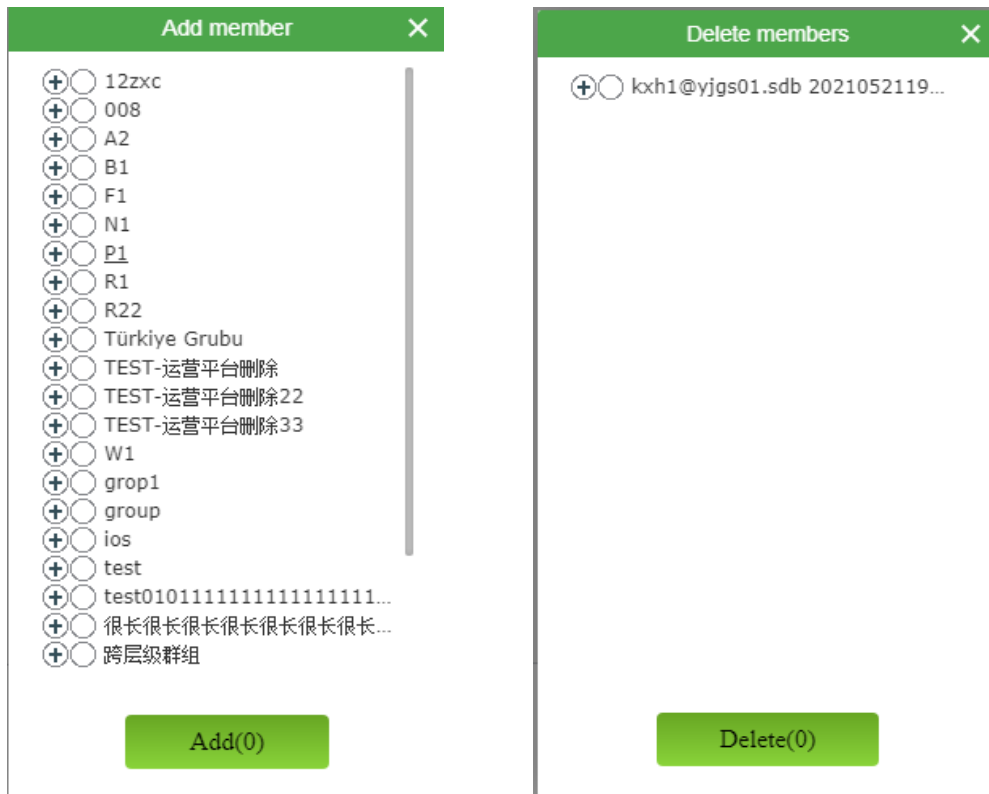 Add member
12zxc
008
A2
B1
F1
N1
P1
R1
R22
Türkiye Grubu
TEST-运营平台删除
TEST-运营平台删除22
TEST-运营平台删除33
W1
grop1
group
ios
test
test0101111111111111111...
很长很长很长很长很长很长很长...
跨层级群组
Add(0)
Delete members
kxh1@yjgs01.sdb 2021052119...
Delete(0)